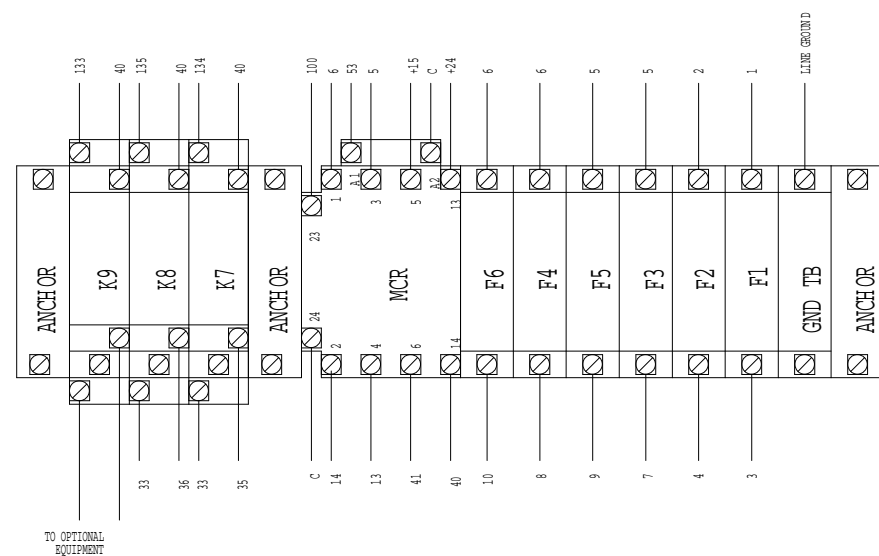 133
40
135
40
134
40
100
6
53
5
+15
C
+24
6
6
5
5
2
1
LINE GROUND
A1
A2
1
3
5
13
23
ANCHOR
K9
K8
K7
ANCHOR
MCR
F6
F4
F5
F3
F2
F1
GND TB
ANCHOR
24
2
4
6
14
33
36
33
35
C
14
13
41
40
10
8
9
7
4
3
TO OPTIONAL
EQUIPMENT